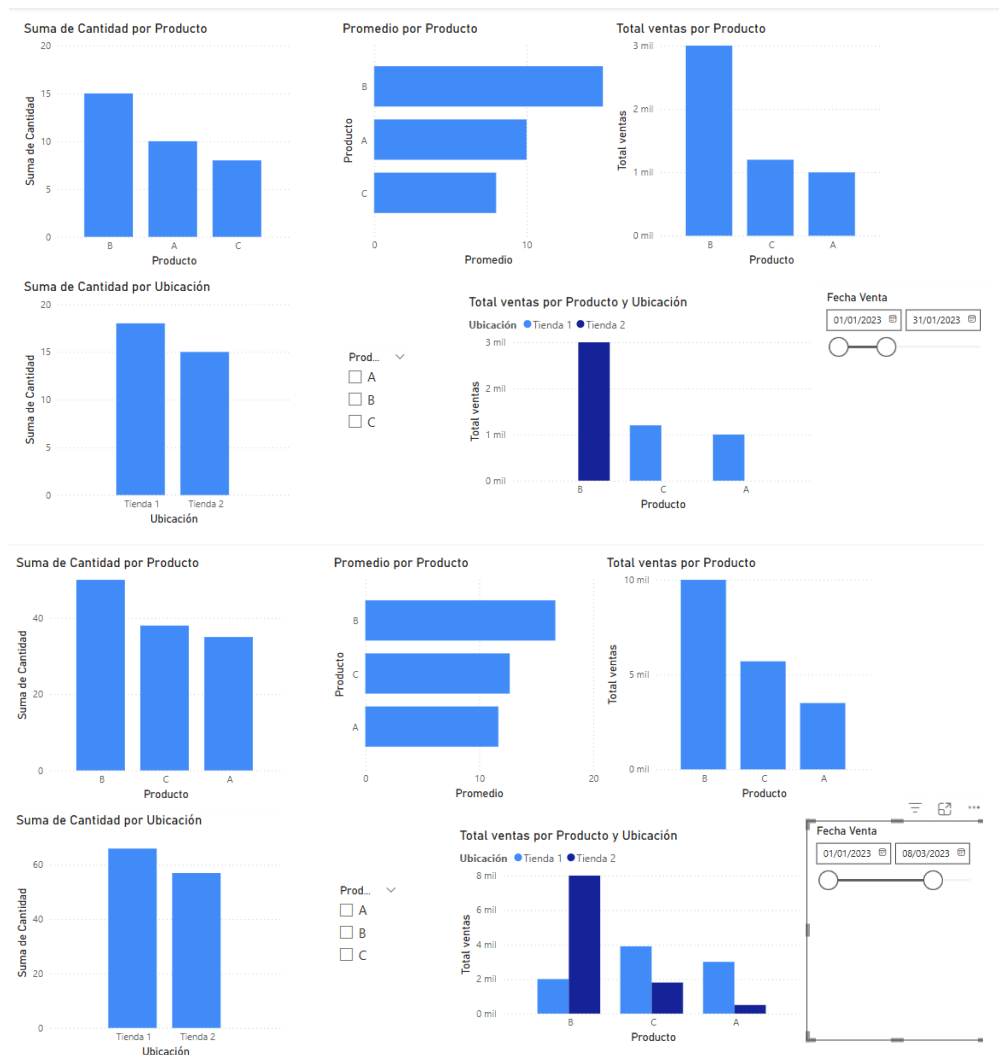 Suma de Cantidad por Producto
20
15
10
5
0
Suma de Cantidad
B A C
Producto
Promedio por Producto
Producto
B
A
C
0 10
Promedio
Total ventas por Producto
3 mil
2 mil
1 mil
0 mil
Total ventas
B C A
Producto
Suma de Cantidad por Ubicación
20
15
10
5
0
Suma de Cantidad
Tienda 1 Tienda 2
Ubicación
Prod...
A
B
C
Total ventas por Producto y Ubicación
Ubicación Tienda 1 Tienda 2
3 mil
2 mil
1 mil
0 mil
Total ventas
B C A
Producto
Fecha Venta
01/01/2023 31/01/2023
Suma de Cantidad por Producto
40
20
0
Suma de Cantidad
B C A
Producto
Promedio por Producto
Producto
B
C
A
0 10 20
Promedio
Total ventas por Producto
10 mil
5 mil
0 mil
Total ventas
B C A
Producto
Suma de Cantidad por Ubicación
60
40
20
0
Suma de Cantidad
Tienda 1 Tienda 2
Ubicación
Prod...
A
B
C
Total ventas por Producto y Ubicación
Ubicación Tienda 1 Tienda 2
8 mil
6 mil
4 mil
2 mil
0 mil
Total ventas
B C A
Producto
Fecha Venta
01/01/2023 08/03/2023